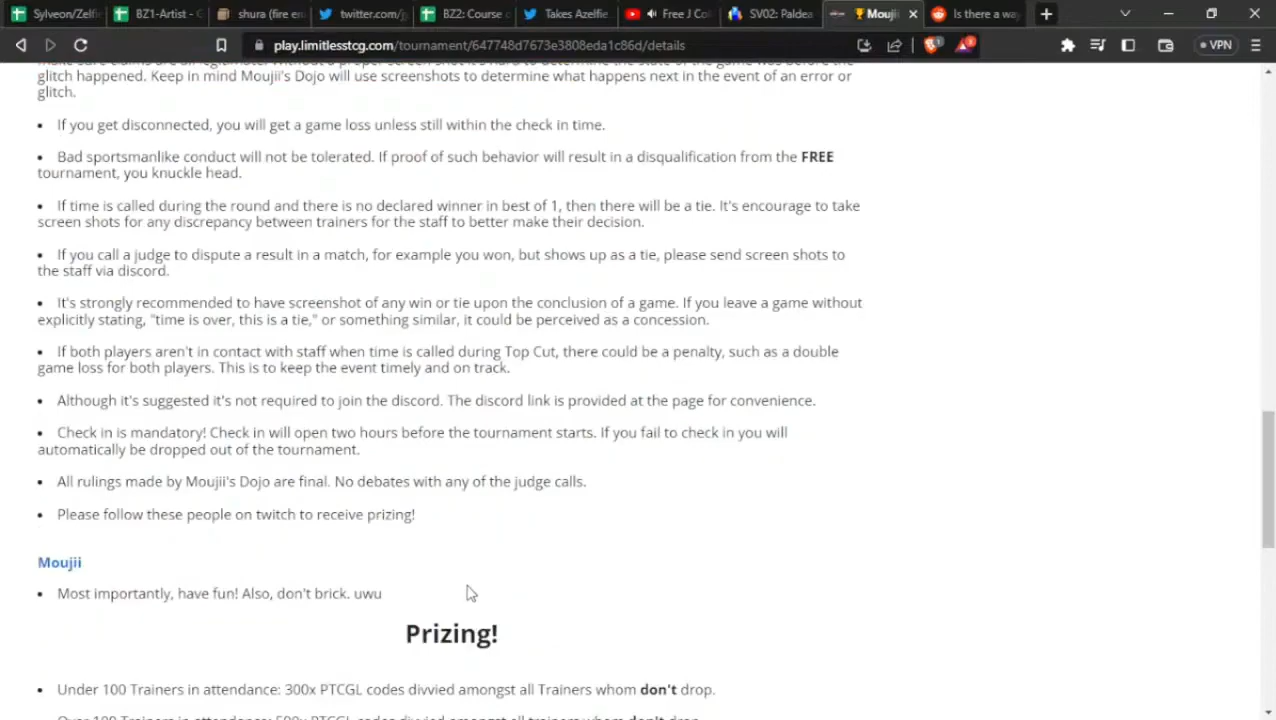 Sylveon/Zelfi
BZ1-Artist - G
shura (fire em
twitter.com/p
BZ2: Course o
Takes Azelfie
Free J Co
SV02: Paldea
Mouji
Is there a way
play.limitlesstcg.com/tournament/647748d7673e3808eda1c86d/details
VPN
glitch happened. Keep in mind Moujii's Dojo will use screenshots to determine what happens next in the event of an error or
glitch.
• If you get disconnected, you will get a game loss unless still within the check in time.
• Bad sportsmanlike conduct will not be tolerated. If proof of such behavior will result in a disqualification from the FREE
tournament, you knuckle head.
• If time is called during the round and there is no declared winner in best of 1, then there will be a tie. It's encourage to take
screen shots for any discrepancy between trainers for the staff to better make their decision.
• If you call a judge to dispute a result in a match, for example you won, but shows up as a tie, please send screen shots to
the staff via discord.
• It's strongly recommended to have screenshot of any win or tie upon the conclusion of a game. If you leave a game without
explicitly stating, "time is over, this is a tie," or something similar, it could be perceived as a concession.
• If both players aren't in contact with staff when time is called during Top Cut, there could be a penalty, such as a double
game loss for both players. This is to keep the event timely and on track.
• Although it's suggested it's not required to join the discord. The discord link is provided at the page for convenience.
• Check in is mandatory! Check in will open two hours before the tournament starts. If you fail to check in you will
automatically be dropped out of the tournament.
• All rulings made by Moujii's Dojo are final. No debates with any of the judge calls.
• Please follow these people on twitch to receive prizing!
Moujii
• Most importantly, have fun! Also, don't brick. uwu
Prizing!
• Under 100 Trainers in attendance: 300x PTCGL codes divvied amongst all Trainers whom don't drop.